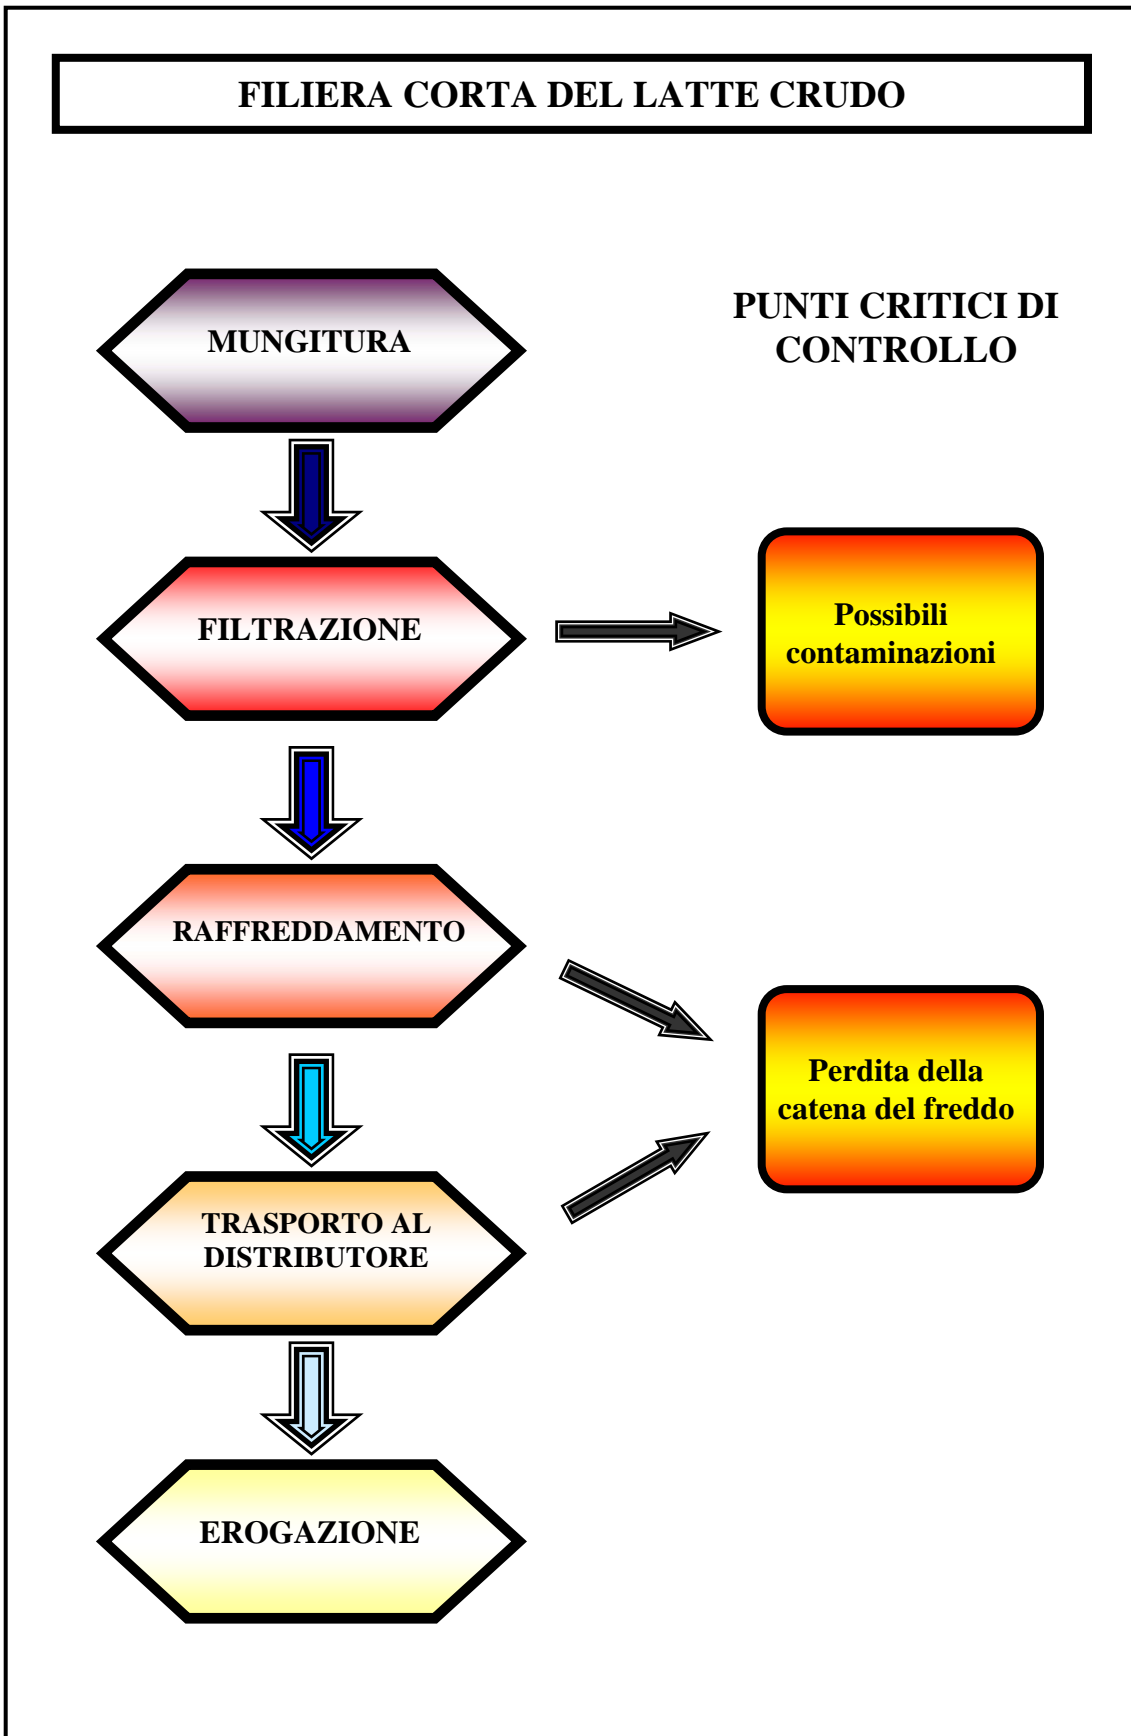 FILIERA CORTA DEL LATTE CRUDO
MUNGITURA
PUNTI CRITICI DI
CONTROLLO
FILTRAZIONE
Possibili
contaminazioni
RAFFREDDAMENTO
Perdita della
catena del freddo
TRASPORTO AL
DISTRIBUTORE
EROGAZIONE